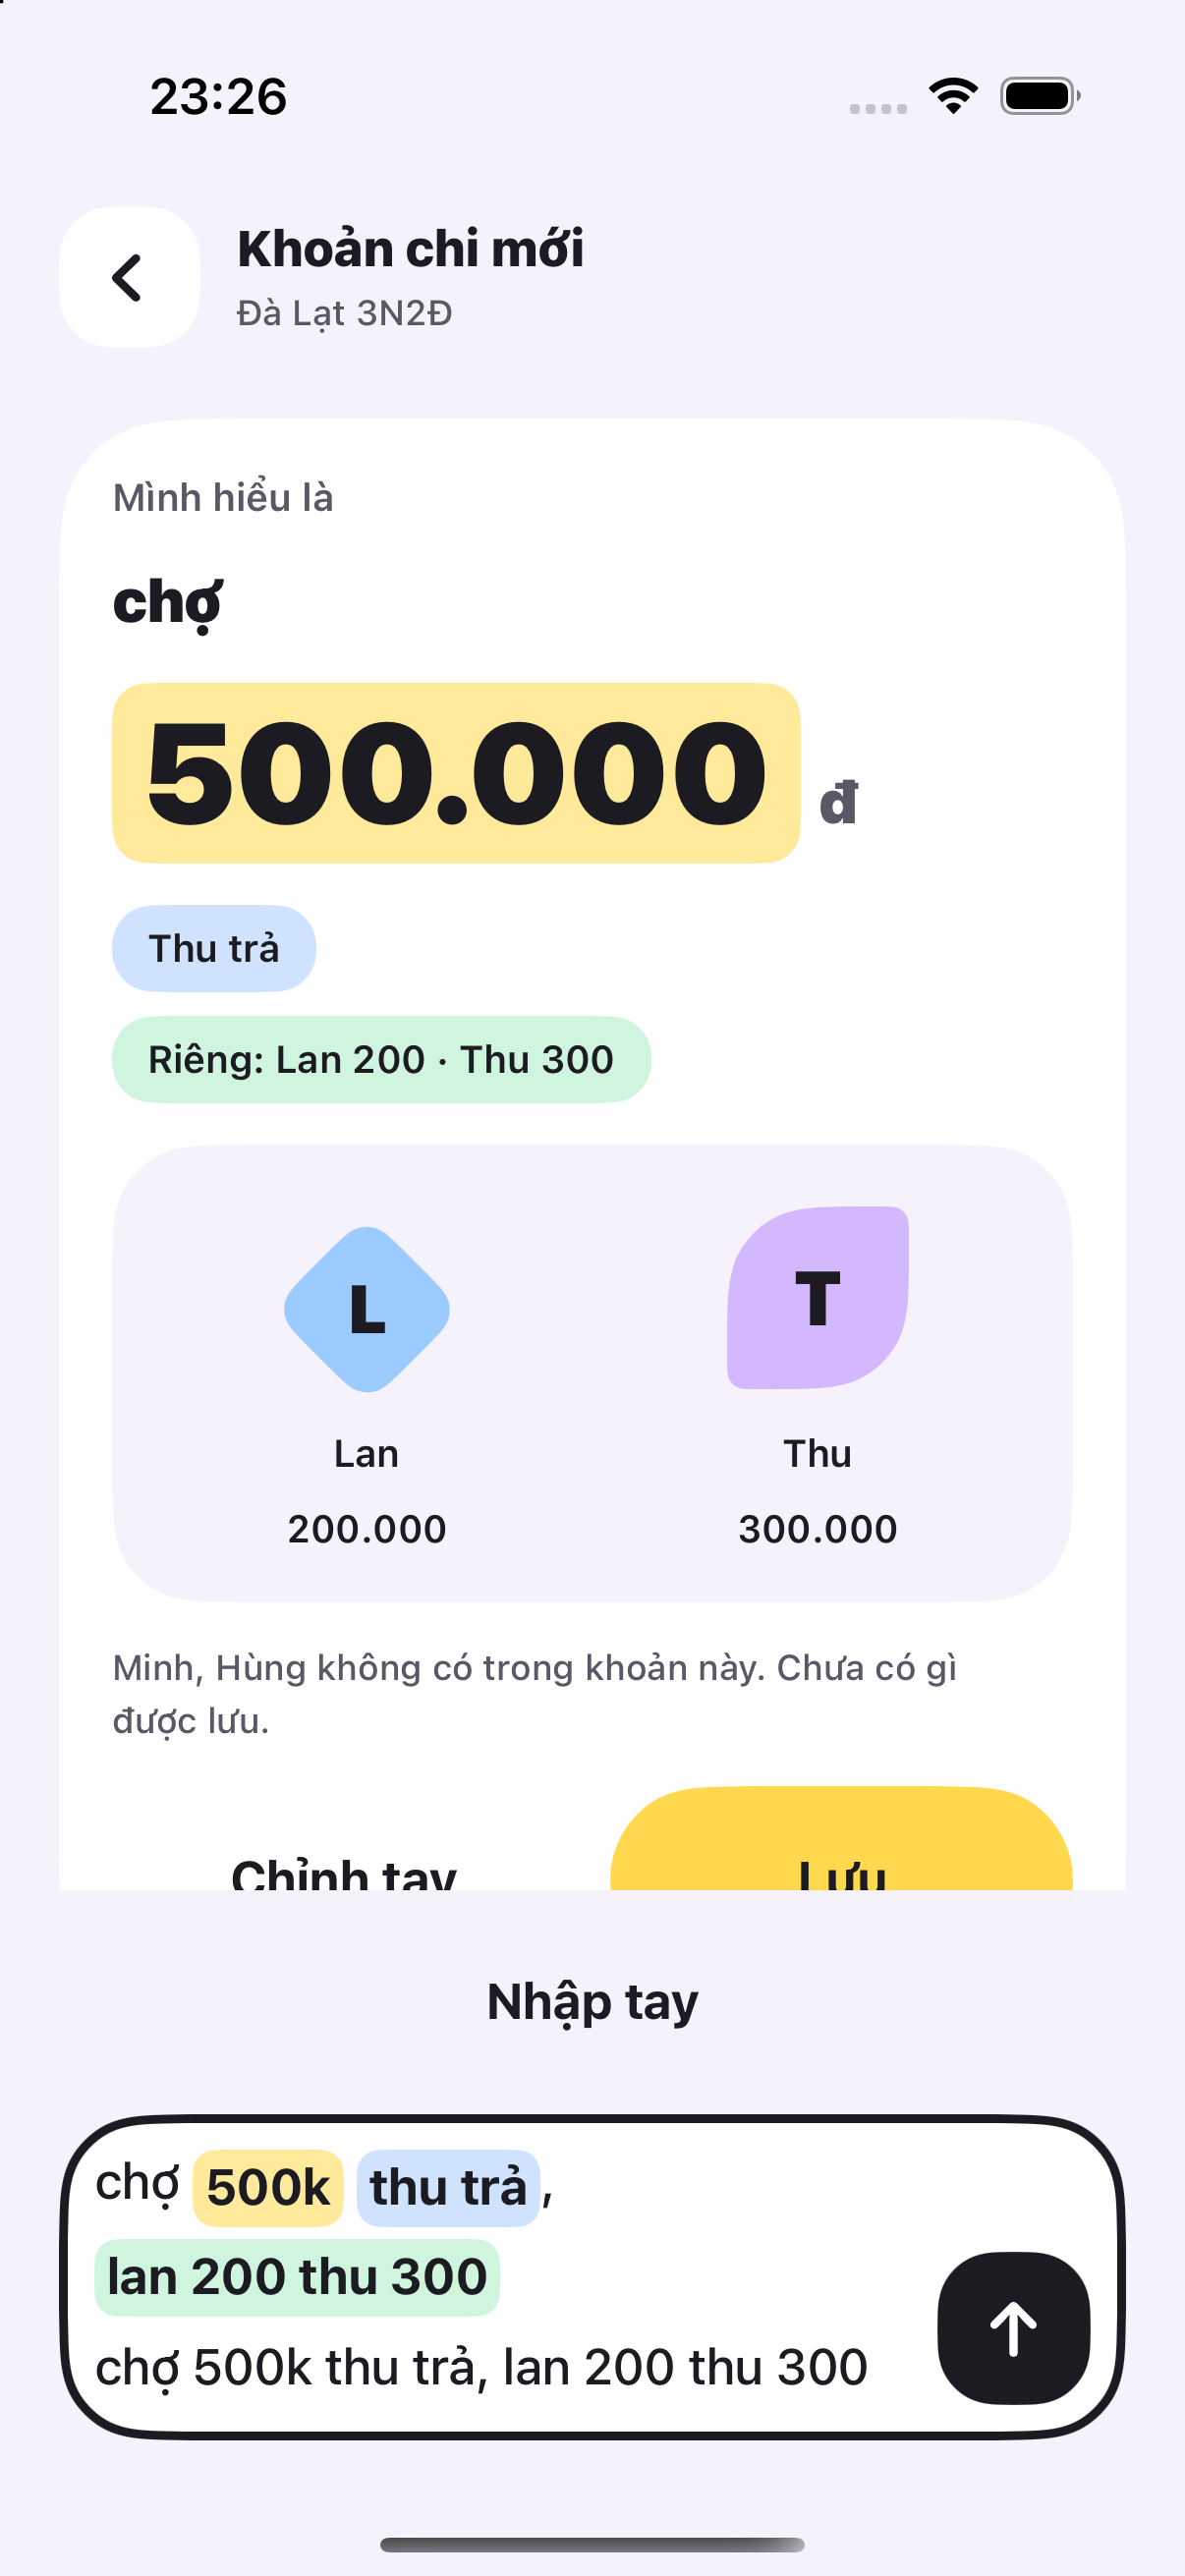 23:26
Khoản chi mới
Đà Lạt 3N2Đ
Mình hiểu là
chợ
500.000 đ
Thu trả
Riêng: Lan 200 · Thu 300
L
T
Lan
Thu
200.000
300.000
Minh, Hùng không có trong khoản này. Chưa có gì
được lưu.
Chỉnh tay
Lưu
Nhập tay
chợ 500k thu trả,
lan 200 thu 300
chợ 500k thu trả, lan 200 thu 300